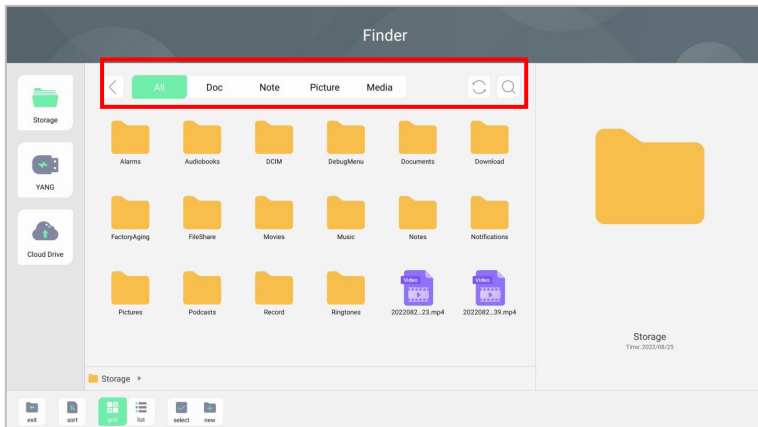 Finder
All Doc Note Picture Media
Storage
YANG
Cloud Drive
Alarms Audiobooks DCIM DebugMenu Documents Download
FactoryAging FileShare Movies Music Notes Notifications
Video Video
Pictures Podcasts Record Ringtones 2022082...23.mp4 2022082...39.mp4
Storage
Time: 2022/08/25
Storage
exit sort grid list select new